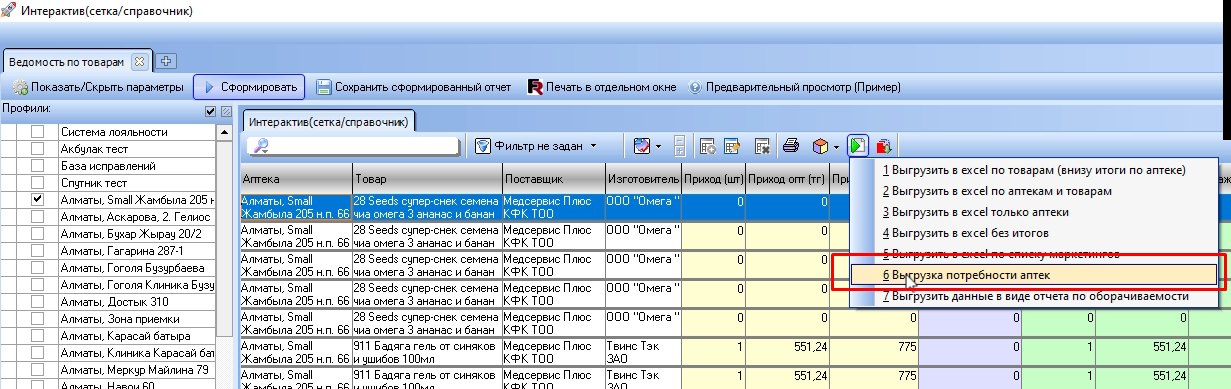 Интерактив(сетка/справочник)
Ведомость по товарам
Показать/Скрыть параметры Сформировать Сохранить сформированный отчет Печать в отдельном окне Предварительный просмотр (Пример)
Профили:
Система лояльности
Акбулак тест
База исправлений
Спутник тест
Алматы, Small Жамбыла 205 н
Алматы, Аскарова, 2. Гелиос
Алматы, Бухар Жырау 20/2
Алматы, Гагарина 287-1
Алматы, Гоголя Бузурбаева
Алматы, Гоголя Клиника Бузу
Алматы, Достык 310
Алматы, Зона приемки
Алматы, Карасай батыра
Алматы, Клиника Карасай бат
Алматы, Меркур Майлина 79
Алматы, Навои 60
Интерактив(сетка/справочник)
Фильтр не задан
Аптека Товар Поставщик Изготовитель Приход (шт) Приход опт (тг)
Алматы, Small 28 Seeds супер-снек семена Медсервис Плюс ООО "Омега " 0 0
Жамбыла 205 н.п. 66 чиа омега 3 ананас и банан КФК ТОО
Алматы, Small 28 Seeds супер-снек семена Медсервис Плюс ООО "Омега " 0 0
Жамбыла 205 н.п. 66 чиа омега 3 ананас и банан КФК ТОО
Алматы, Small 28 Seeds супер-снек семена Медсервис Плюс ООО "Омега " 0 0
Жамбыла 205 н.п. 66 чиа омега 3 ананас и банан КФК ТОО
Алматы, Small 28 Seeds супер-снек семена Медсервис Плюс ООО "Омега " 0 0
Жамбыла 205 н.п. 66 чиа омега 3 ананас и банан КФК ТОО
Алматы, Small 28 Seeds супер-снек семена Медсервис Плюс ООО "Омега " 0 0 0 0 0 0
Жамбыла 205 н.п. 66 чиа омега 3 ананас и банан КФК ТОО
Алматы, Small 911 Бадяга гель от синяков Медсервис Плюс Твинс Тэк 1 551,24 775 0 1 551,24
Жамбыла 205 н.п. 66 и ушибов 100мл КФК ТОО ЗАО
Алматы, Small 911 Бадяга гель от синяков Медсервис Плюс Твинс Тэк 1 551,24 775 0 1 551,24
1 Выгрузить в excel по товарам (внизу итоги по аптеке)
2 Выгрузить в excel по аптекам и товарам
3 Выгрузить в excel только аптеки
4 Выгрузить в excel без итогов
5 Выгрузить в excel по списку маркетингов
6 Выгрузка потребности аптек
7 Выгрузить данные в виде отчета по оборачиваемости